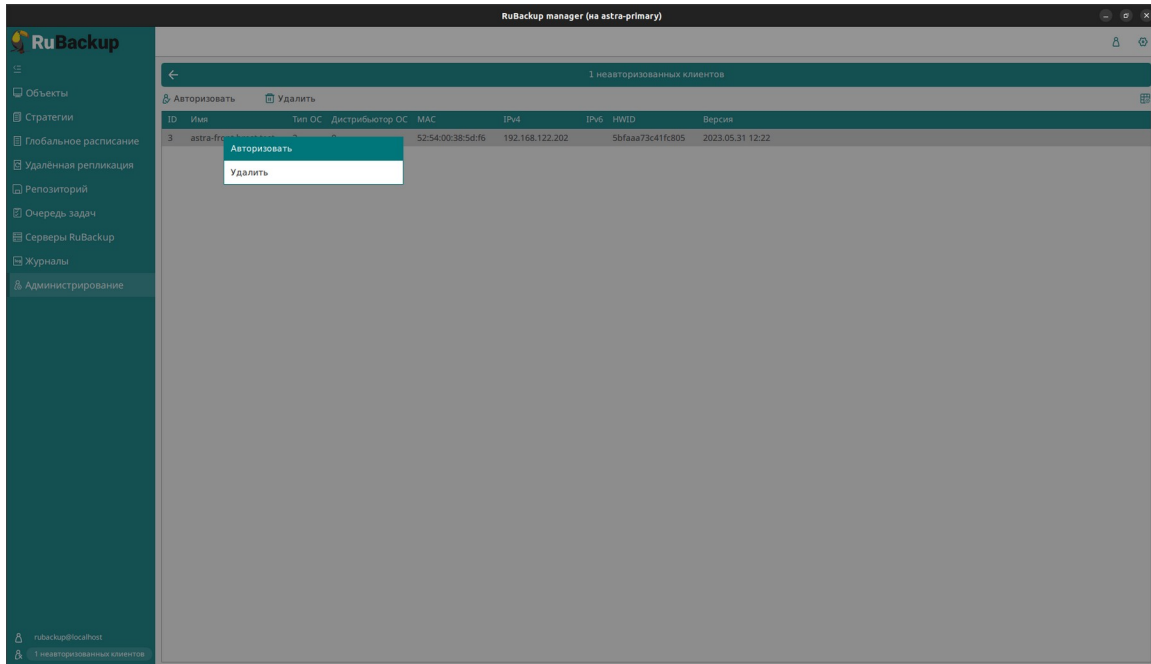 RuBackup manager (на astra-primary)
RuBackup
1 неавторизованных клиентов
Объекты
Авторизовать Удалить
Стратегии
ID Имя Тип ОС Дистрибьютор ОС MAC IPv4 IPv6 HWID Версия
Глобальное расписание
3 52:54:00:38:5d:f6 192.168.122.202 5bfaaa73c41fc805 2023.05.31 12:22
Авторизовать
Удалить
Удалённая репликация
Репозиторий
Очередь задач
Серверы RuBackup
Журналы
Администрирование
rubackup@localhost
1 неавторизованных клиентов